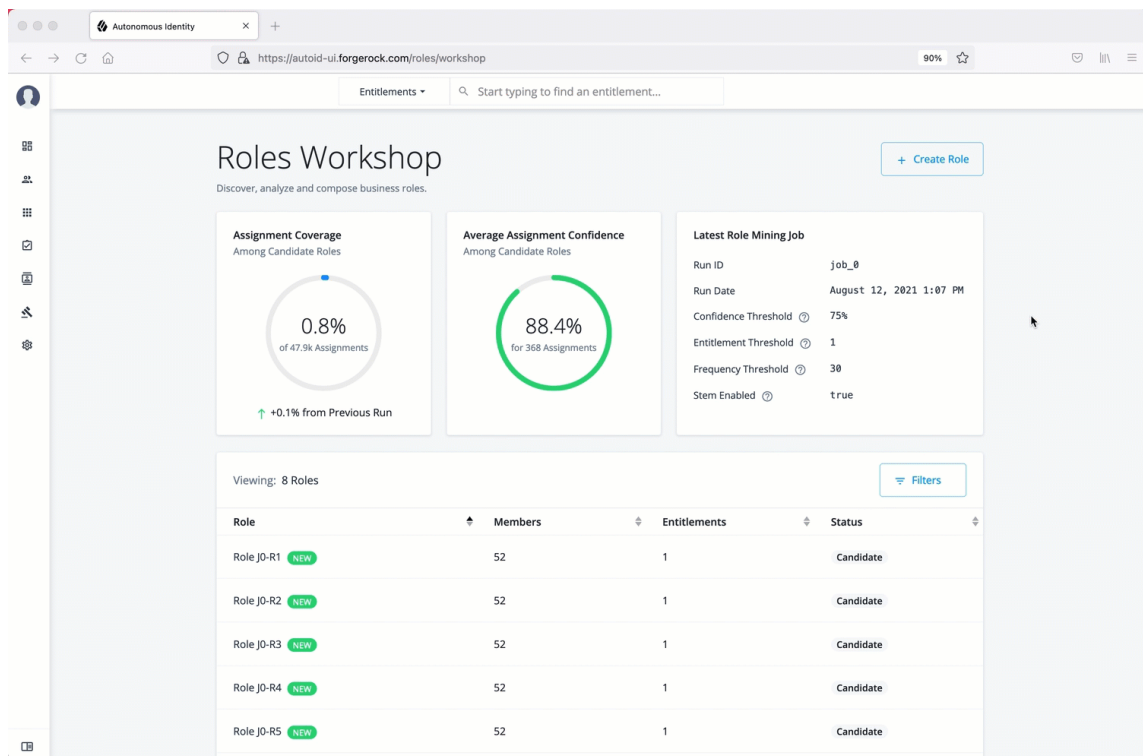 Autonomous Identity
https://autoid-ui.forgerock.com/roles/workshop
90%
Entitlements
Start typing to find an entitlement...
Roles Workshop
+ Create Role
Discover, analyze and compose business roles.
Assignment Coverage
Among Candidate Roles
0.8%
of 47.9k Assignments
↑ +0.1% from Previous Run
Average Assignment Confidence
Among Candidate Roles
88.4%
for 368 Assignments
Latest Role Mining Job
Run ID job_0
Run Date August 12, 2021 1:07 PM
Confidence Threshold ? 75%
Entitlement Threshold ? 1
Frequency Threshold ? 30
Stem Enabled ? true
Viewing: 8 Roles
Filters
Role Members Entitlements Status
Role J0-R1 NEW 52 1 Candidate
Role J0-R2 NEW 52 1 Candidate
Role J0-R3 NEW 52 1 Candidate
Role J0-R4 NEW 52 1 Candidate
Role J0-R5 NEW 52 1 Candidate